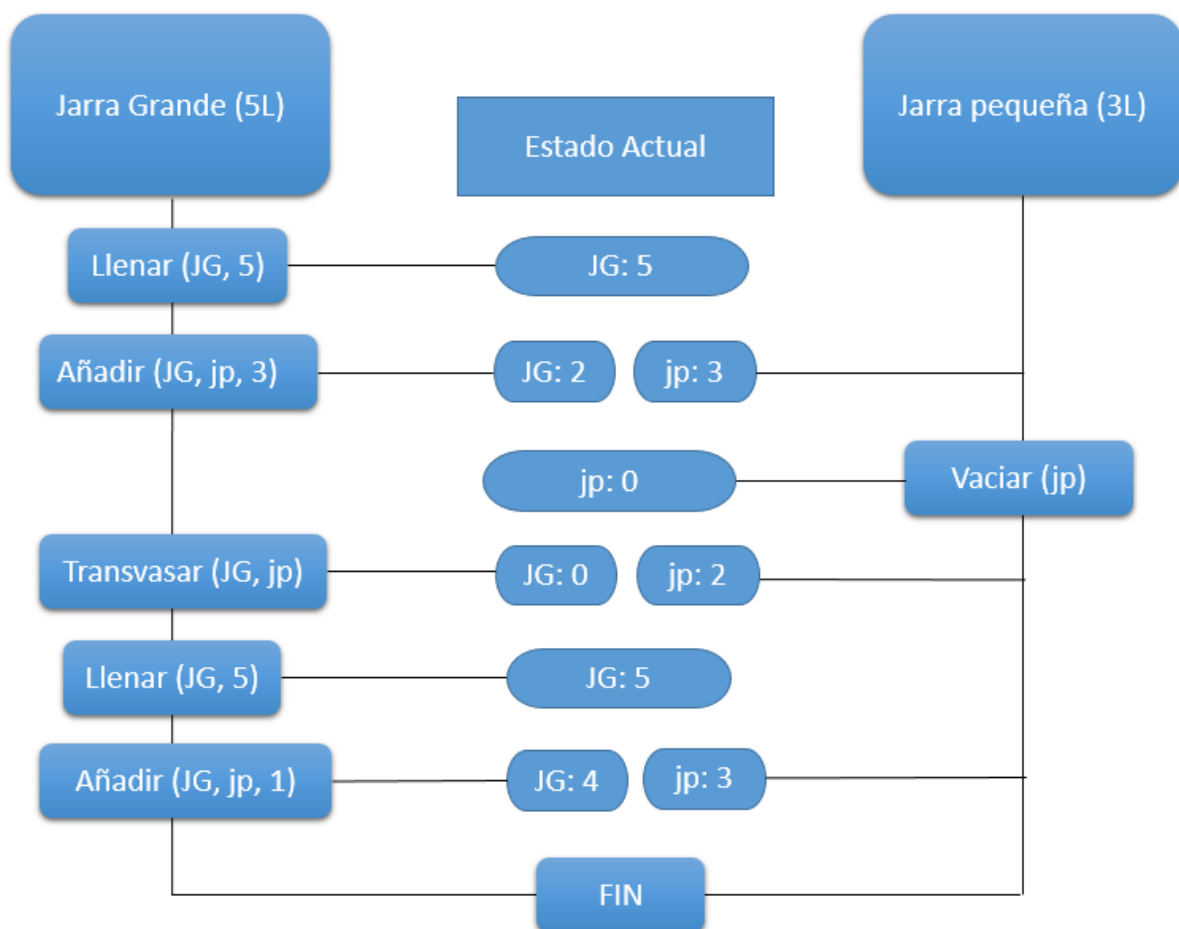 Jarra Grande (5L)
Estado Actual
Jarra pequeña (3L)
Llenar (JG, 5)
JG: 5
Añadir (JG, jp, 3)
JG: 2
jp: 3
jp: 0
Vaciar (jp)
Transvasar (JG, jp)
JG: 0
jp: 2
Llenar (JG, 5)
JG: 5
Añadir (JG, jp, 1)
JG: 4
jp: 3
FIN